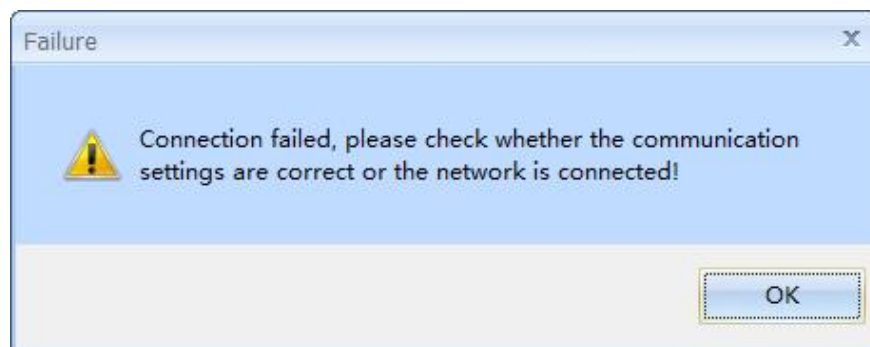 Failure
Connection failed, please check whether the communication
settings are correct or the network is connected!
OK